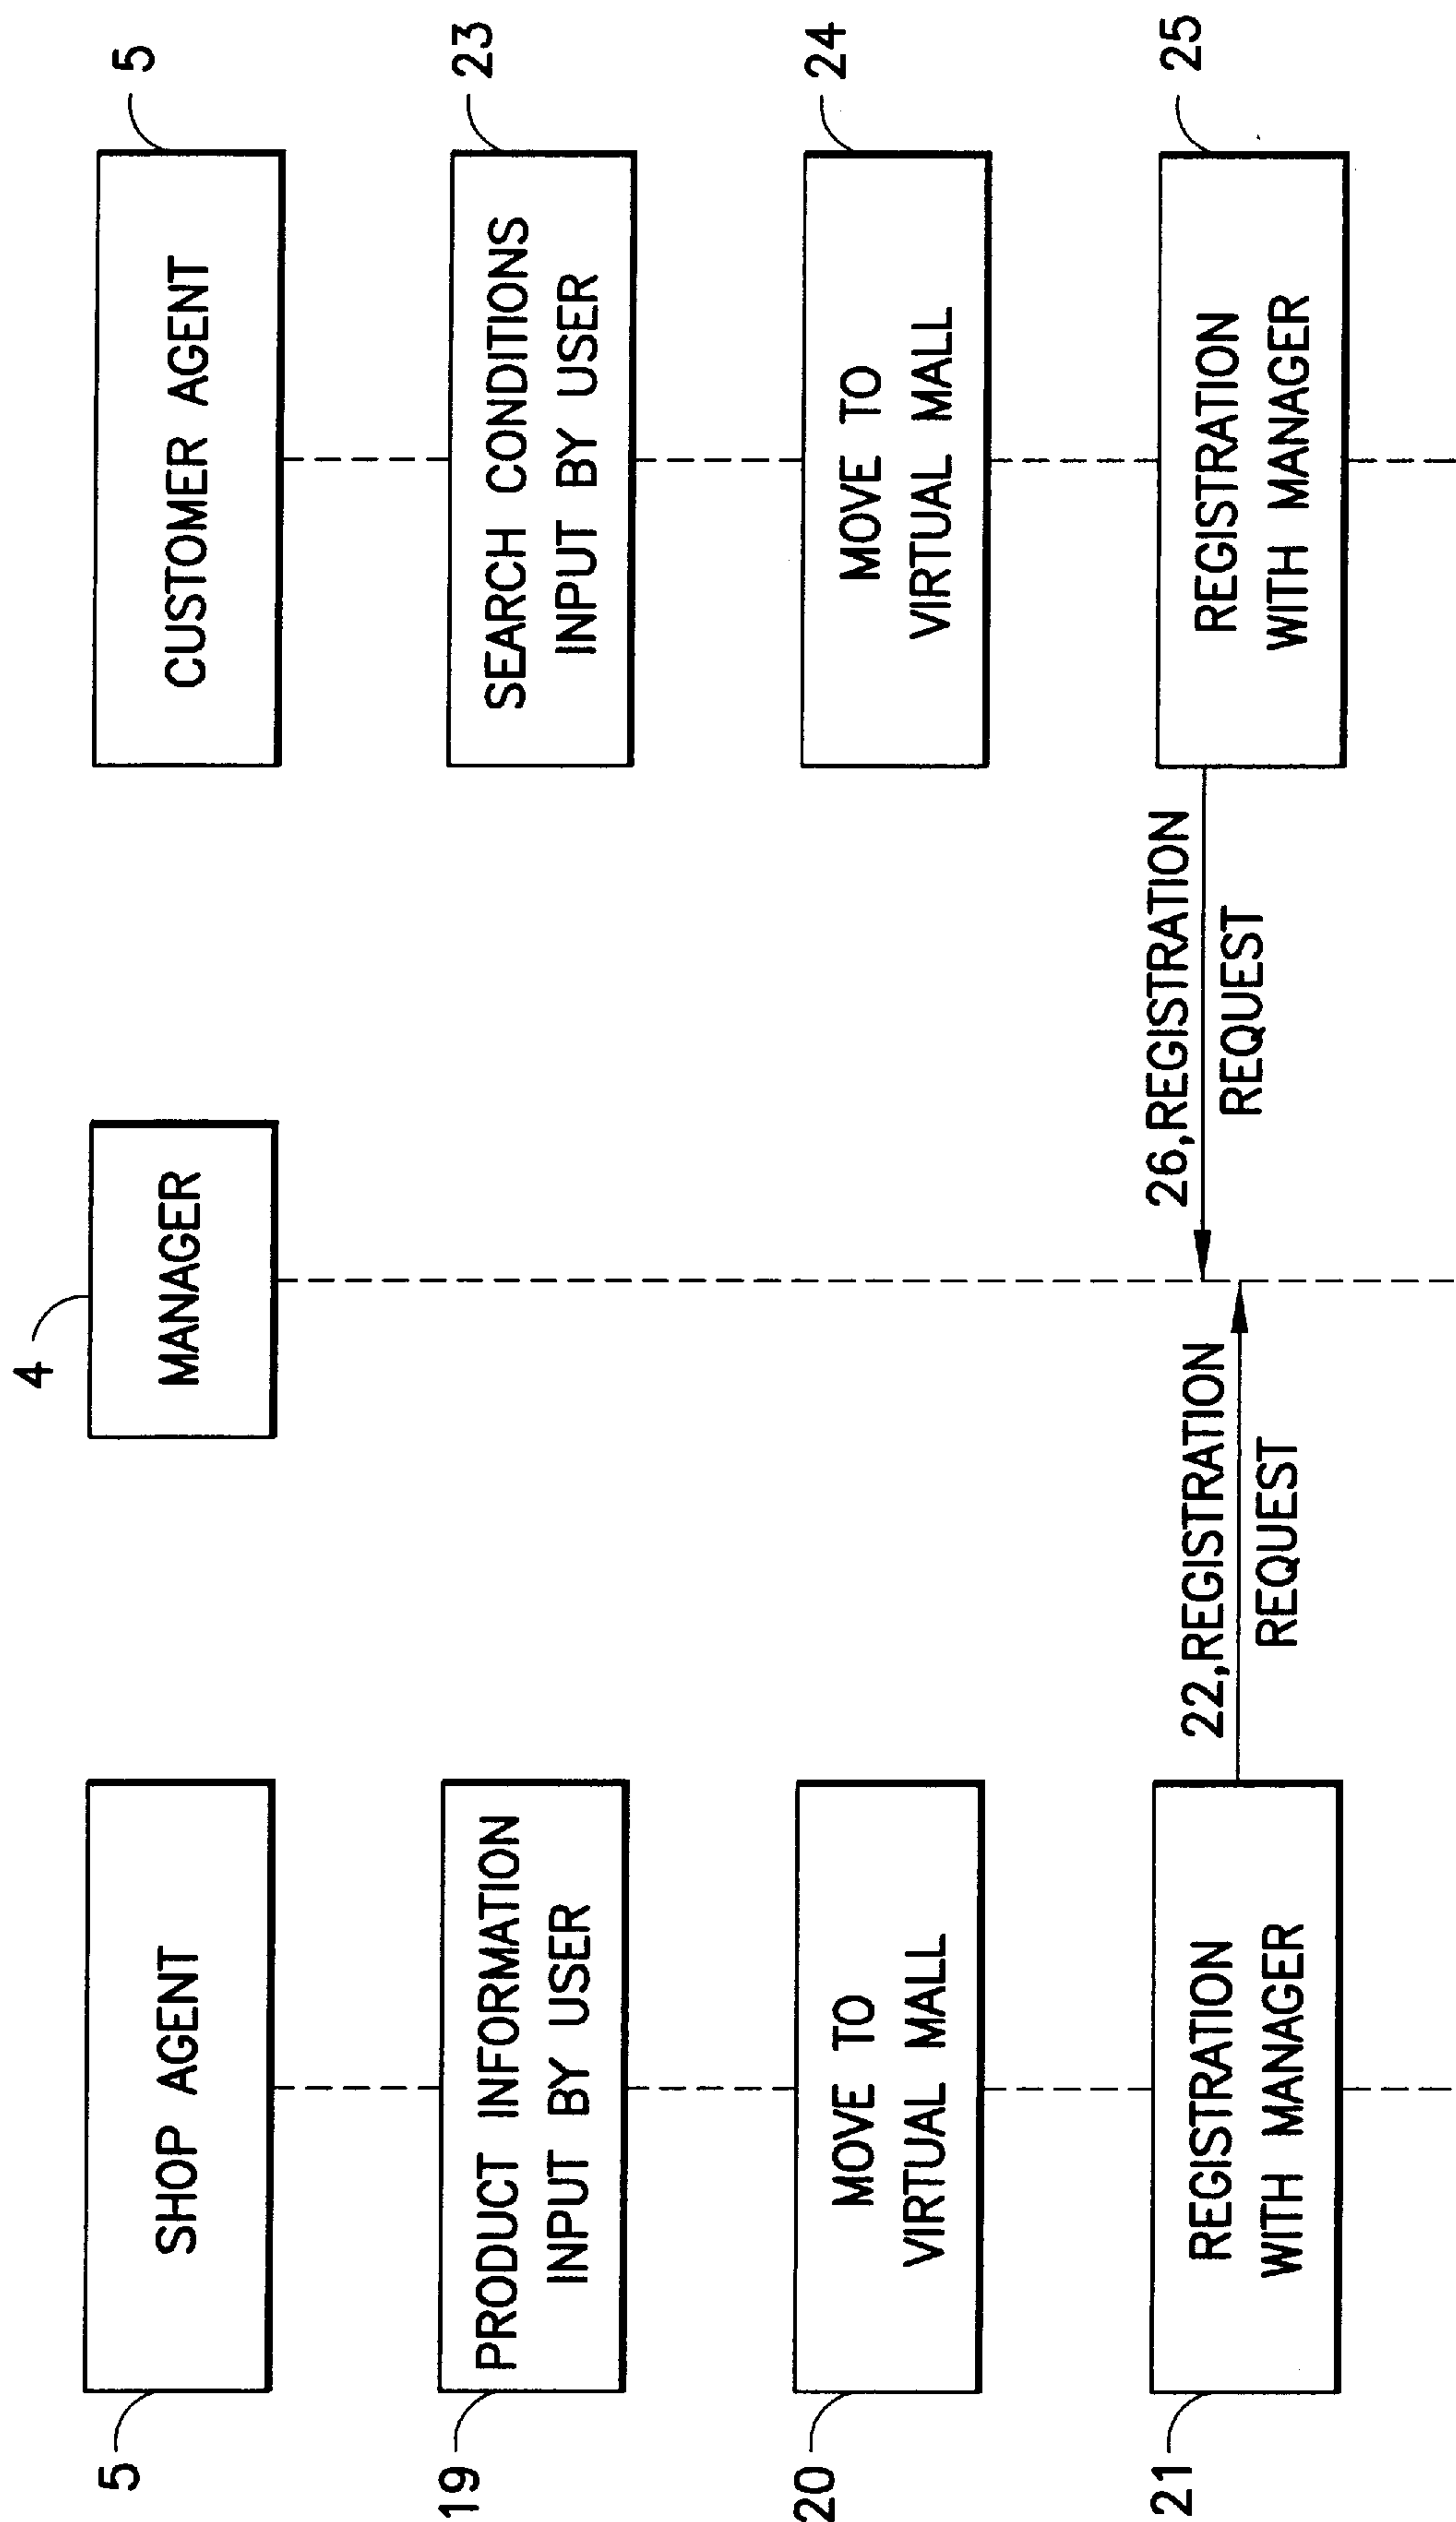 4
5
SHOP AGENT
MANAGER
CUSTOMER AGENT
5
19
PRODUCT INFORMATION
INPUT BY USER
SEARCH CONDITIONS
INPUT BY USER
23
20
MOVE TO
VIRTUAL MALL
MOVE TO
VIRTUAL MALL
24
21
REGISTRATION
WITH MANAGER
22,REGISTRATION
REQUEST
26,REGISTRATION
REQUEST
REGISTRATION
WITH MANAGER
25